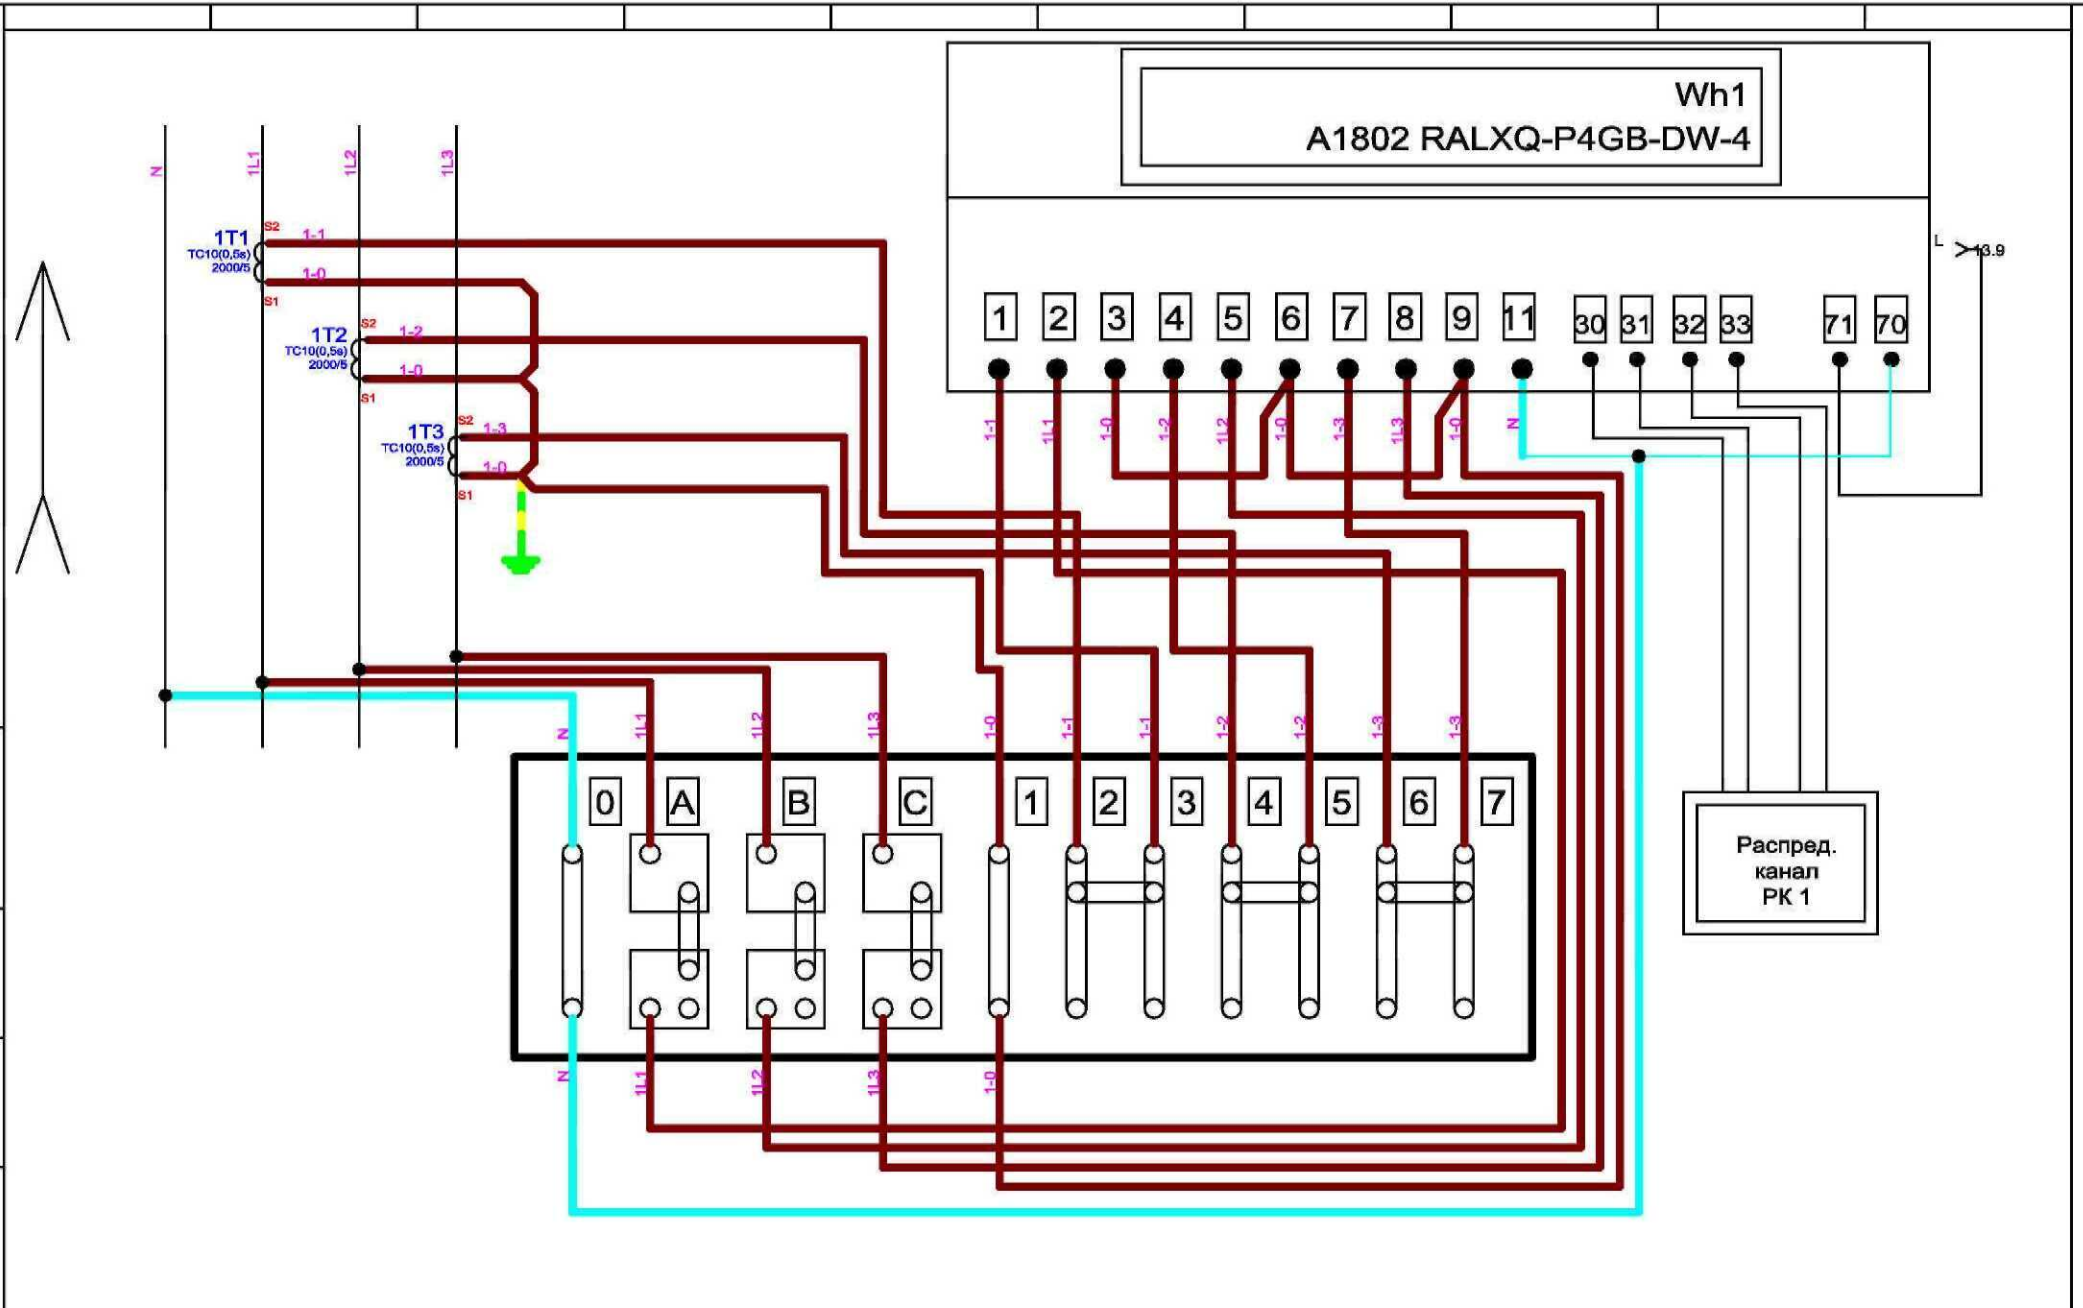 Wh1
A1802 RALXQ-P4GB-DW-4
N
1L1
1L2
1L3
S2
1T1
TC10(0,5s)
2000/5
1-1
1-0
S1
S2
1T2
TC10(0,5s)
2000/5
1-2
1-0
S1
S2
1T3
TC10(0,5s)
2000/5
1-3
1-0
S1
L
13.9
1 2 3 4 5 6 7 8 9 11 30 31 32 33 71 70
1-1 1L1 1-0 1-2 1L2 1-0 1-3 1L3 1-0 N
N 1L1 1L2 1L3 1-0 1-1 1-1 1-2 1-2 1-3 1-3
0 A B C 1 2 3 4 5 6 7
N 1L1 1L2 1L3 1-0
Распред.
канал
РК 1